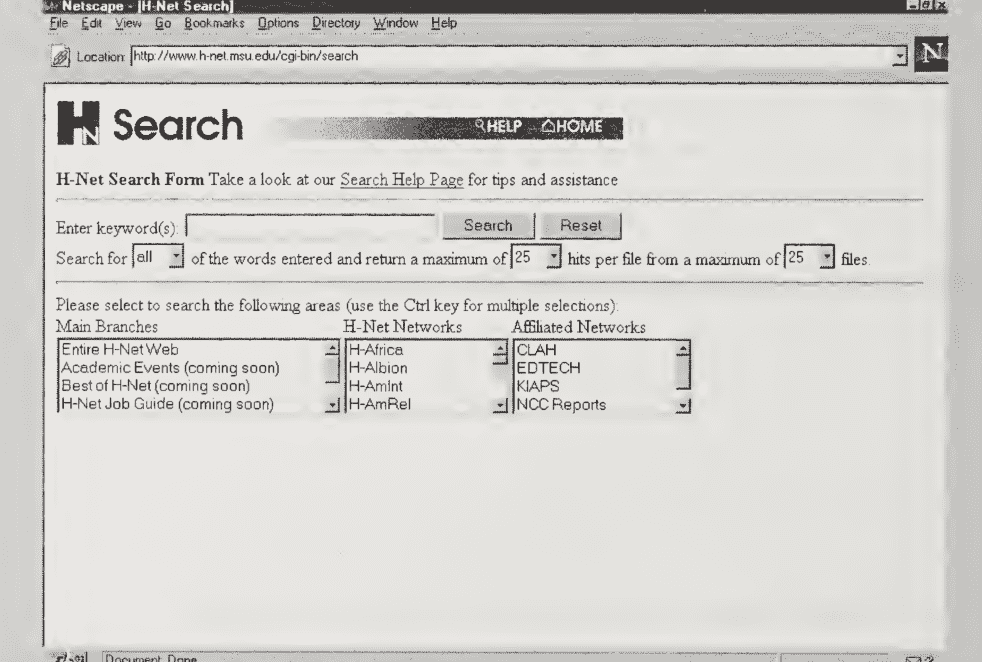 Netscape - [H-Net Search]
File Edit View Go Bookmarks Options Directory Window Help
Location: http://www.h-net.msu.edu/cgi-bin/search
N
HN Search HELP HOME
H-Net Search Form Take a look at our Search Help Page for tips and assistance
Enter keyword(s): Search Reset
Search for all of the words entered and return a maximum of 25 hits per file from a maximum of 25 files.
Please select to search the following areas (use the Ctrl key for multiple selections):
Main Branches H-Net Networks Affiliated Networks
Entire H-Net Web H-Africa CLAH
Academic Events (coming soon) H-Albion EDTECH
Best of H-Net (coming soon) H-AmInt KIAPS
H-Net Job Guide (coming soon) H-AmRel NCC Reports
Document: Done